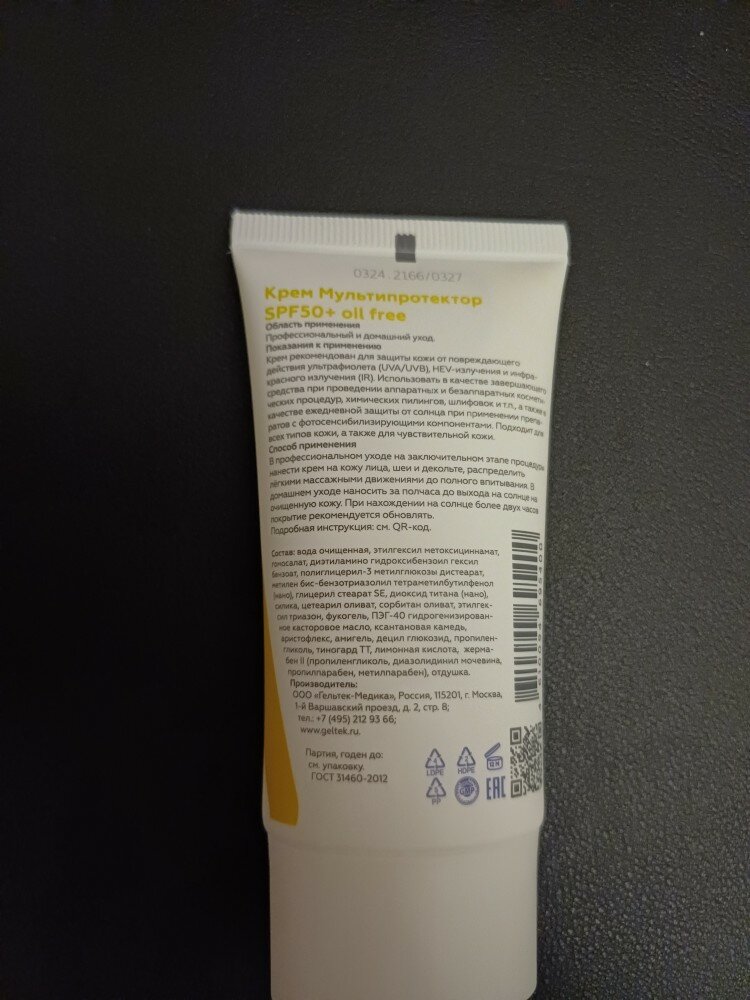 0324.2166/0327
Крем Мультипротектор
SPF50+ oil free
Область применения
Профессиональный и домашний уход.
Показания к применению
Крем рекомендован для защиты кожи от повреждающего
действия ультрафиолета (UVA/UVB), HEV-излучения и инфра-
красного излучения (IR). Использовать в качестве завершающего
средства при проведении аппаратных и безаппаратных космети-
ческих процедур, химических пилингов, шлифовок и т.п., а также в
качестве ежедневной защиты от солнца при применении препа-
ратов с фотосенсибилизирующими компонентами. Подходит для
всех типов кожи, а также для чувствительной кожи.
Способ применения
В профессиональном уходе на заключительном этапе процедуры
нанести крем на кожу лица, шеи и декольте, распределить
лёгкими массажными движениями до полного впитывания. В
домашнем уходе наносить за полчаса до выхода на солнце на
очищенную кожу. При нахождении на солнце более двух часов
покрытие рекомендуется обновлять.
Подробная инструкция: см. QR-код.
Состав: вода очищенная, этилгексил метоксициннамат,
гомосалат, диэтиламино гидроксибензоил гексил
бензоат, полиглицерил-3 метилглюкозы дистеарат,
метилен бис-бензотриазолил тетраметилбутилфенол
(нано), глицерил стеарат SE, диоксид титана (нано),
силика, цетеарил оливат, сорбитан оливат, этилгек-
сил триазон, фукогель, ПЭГ-40 гидрогенизирован-
ное касторовое масло, ксантановая камедь,
аристофлекс, амигель, децил глюкозид, пропилен-
гликоль, тиногард ТТ, лимонная кислота, жерма-
бен II (пропиленгликоль, диазолидинил мочевина,
пропилпарабен, метилпарабен), отдушка.
Производитель:
ООО «Гельтек-Медика», Россия, 115201, г. Москва,
1-й Варшавский проезд, д. 2, стр. 8;
тел.: +7 (495) 212 93 66;
www.geltek.ru.
Партия, годен до:
см. упаковку.
ГОСТ 31460-2012
4 LDPE
2 HDPE
12 M
5 PP
GMP
EAC